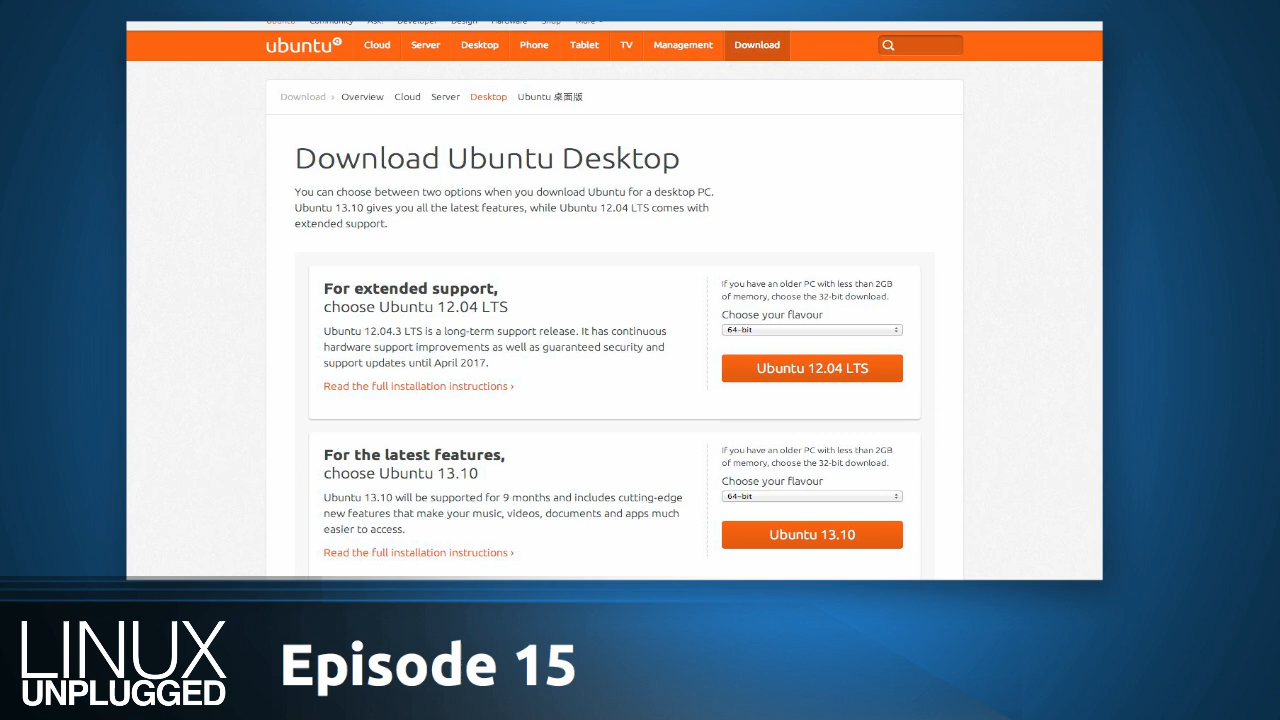 Ubuntu Community Ask! Developer Design Hardware Shop More
ubuntu Cloud Server Desktop Phone Tablet TV Management Download
Download › Overview Cloud Server Desktop Ubuntu 桌面版
Download Ubuntu Desktop
You can choose between two options when you download Ubuntu for a desktop PC.
Ubuntu 13.10 gives you all the latest features, while Ubuntu 12.04 LTS comes with
extended support.
For extended support,
choose Ubuntu 12.04 LTS
Ubuntu 12.04.3 LTS is a long-term support release. It has continuous
hardware support improvements as well as guaranteed security and
support updates until April 2017.
Read the full installation instructions ›
If you have an older PC with less than 2GB
of memory, choose the 32-bit download.
Choose your flavour
64-bit
Ubuntu 12.04 LTS
For the latest features,
choose Ubuntu 13.10
Ubuntu 13.10 will be supported for 9 months and includes cutting-edge
new features that make your music, videos, documents and apps much
easier to access.
Read the full installation instructions ›
If you have an older PC with less than 2GB
of memory, choose the 32-bit download.
Choose your flavour
64-bit
Ubuntu 13.10
LINUX
UNPLUGGED
Episode 15